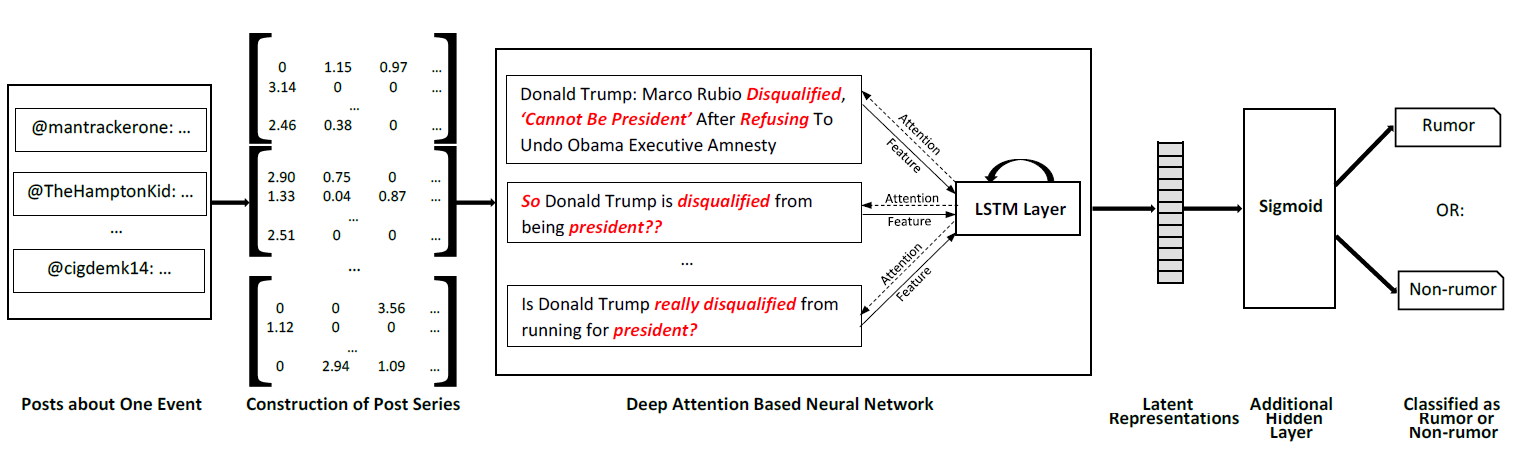 @mantrackerone: ...
@TheHamptonKid: ...
...
@cigdemk14: ...
Posts about One Event
0 1.15 0.97 ...
3.14 0 0 ...
...
2.46 0.38 0 ...
2.90 0.75 0 ...
1.33 0.04 0.87 ...
...
2.51 0 0 ...
...
0 0 3.56 ...
1.12 0 0 ...
...
0 2.94 1.09 ...
Construction of Post Series
Donald Trump: Marco Rubio Disqualified,
‘Cannot Be President’ After Refusing To
Undo Obama Executive Amnesty
So Donald Trump is disqualified from
being president??
...
Is Donald Trump really disqualified from
running for president?
Attention
Feature
Attention
Feature
Attention
Feature
LSTM Layer
Deep Attention Based Neural Network
Latent
Representations
Sigmoid
Additional
Hidden
Layer
Rumor
OR:
Non-rumor
Classified as
Rumor or
Non-rumor